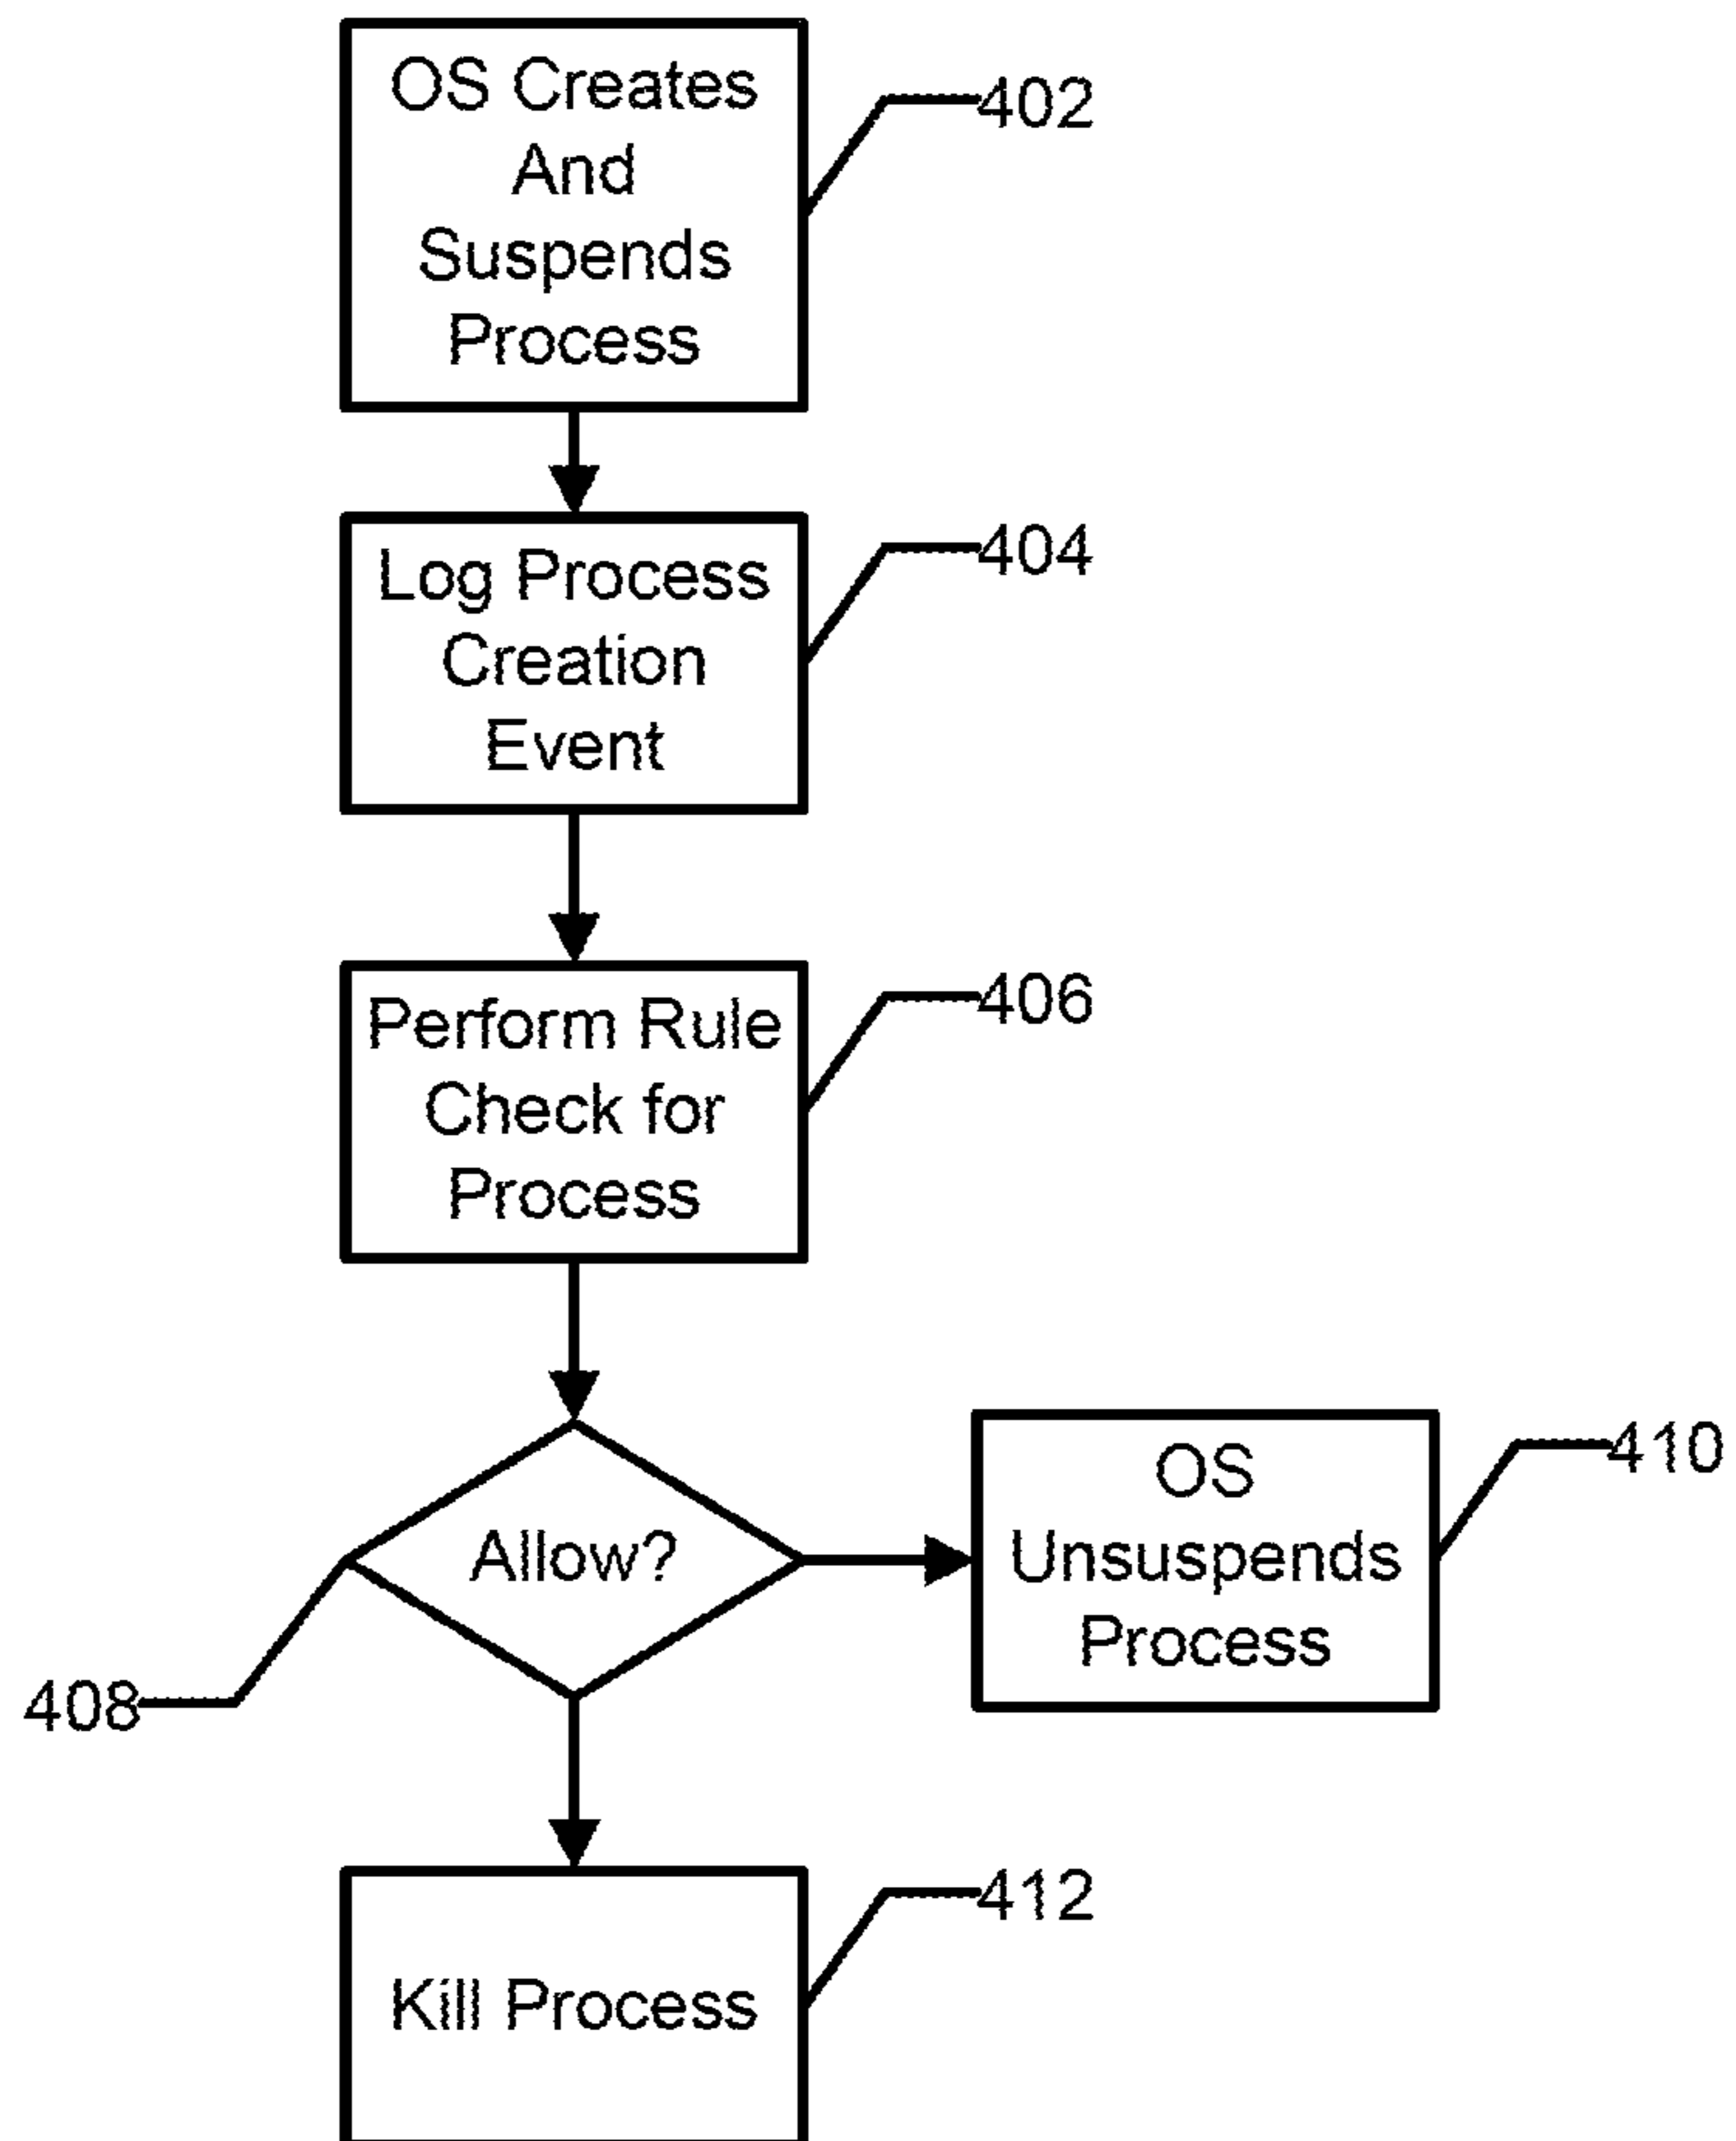 OS Creates
And
Suspends
Process
402
Log Process
Creation
Event
404
Perform Rule
Check for
Process
406
Allow?
408
OS
Unsuspends
Process
410
Kill Process
412